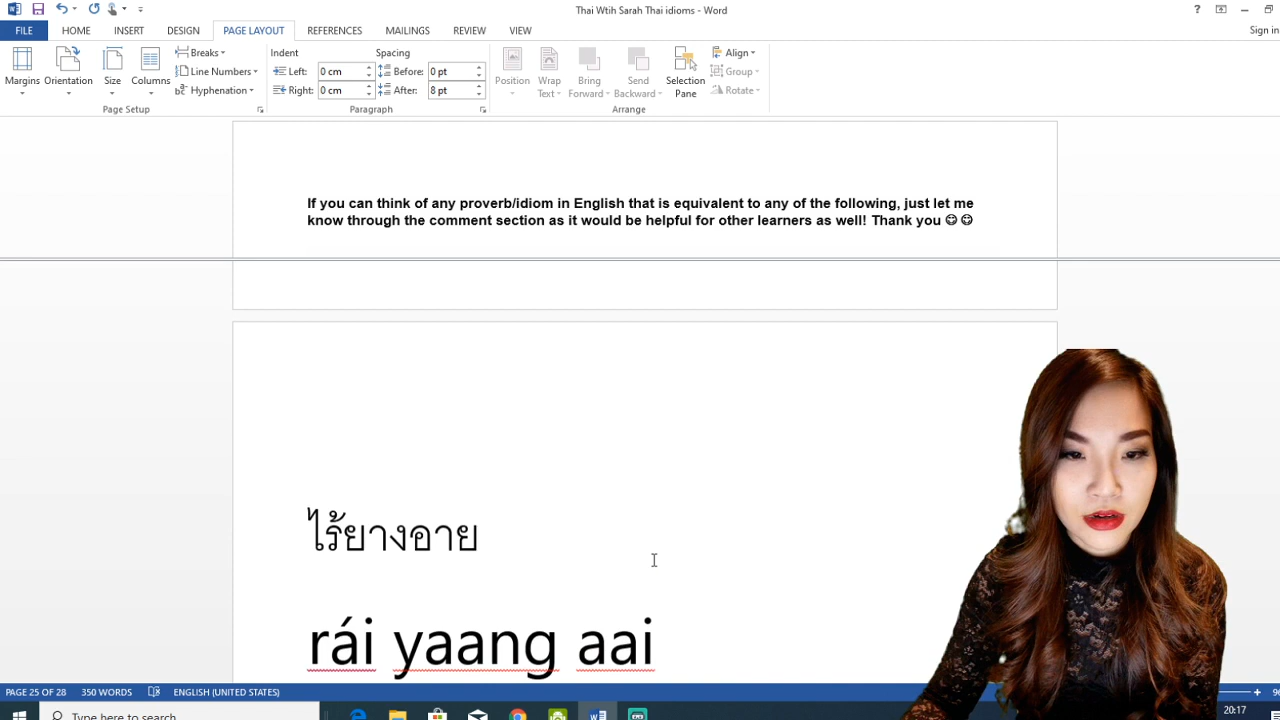 Thai Wtih Sarah Thai idioms - Word
Sign in
FILE HOME INSERT DESIGN PAGE LAYOUT REFERENCES MAILINGS REVIEW VIEW
Margins Orientation Size Columns
Breaks
Line Numbers
Hyphenation
Page Setup
Indent Spacing
Left: 0 cm Before: 0 pt
Right: 0 cm After: 8 pt
Paragraph
Position Wrap Text Bring Forward Send Backward Selection Pane
Align
Group
Rotate
Arrange
If you can think of any proverb/idiom in English that is equivalent to any of the following, just let me
know through the comment section as it would be helpful for other learners as well! Thank you 😊 😊
ไร้ยางอาย
rái yaang aai
PAGE 25 OF 28 350 WORDS ENGLISH (UNITED STATES)
Type here to search
20:17